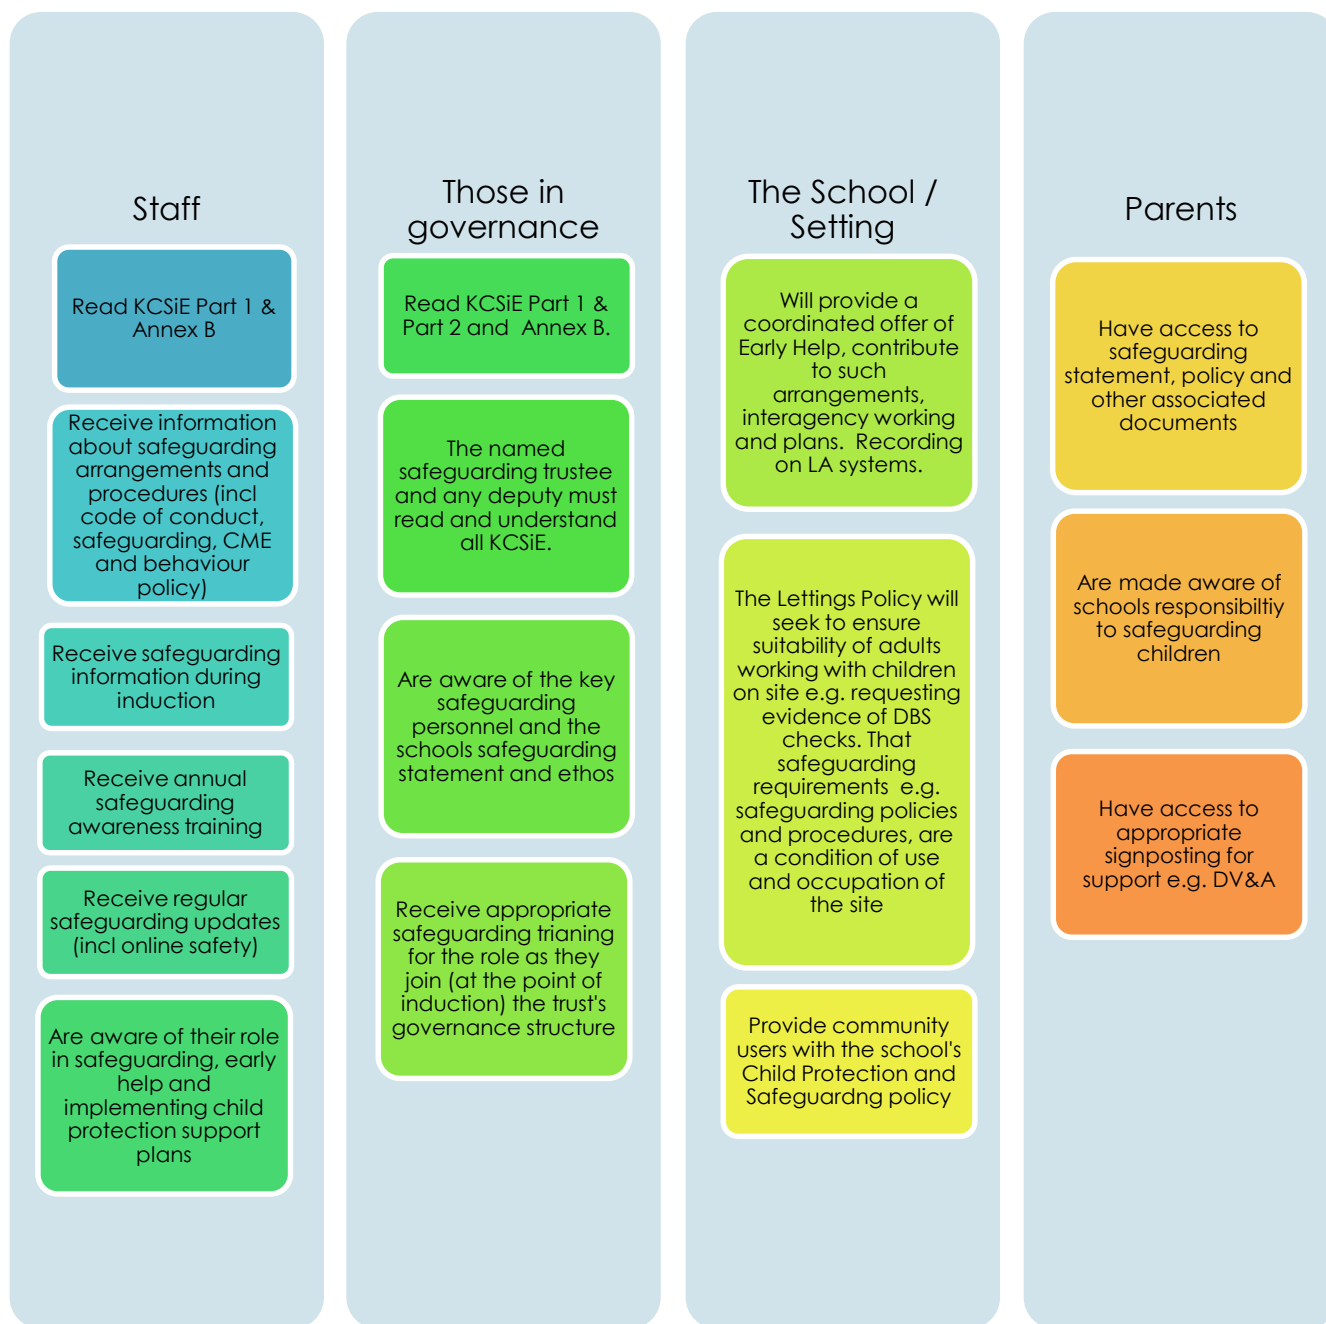 Staff
Read KCSiE Part 1 &
Annex B
Receive information
about safeguarding
arrangements and
procedures (incl
code of conduct,
safeguarding, CME
and behaviour
policy)
Receive safeguarding
information during
induction
Receive annual
safeguarding
awareness training
Receive regular
safeguarding updates
(incl online safety)
Are aware of their role
in safeguarding, early
help and
implementing child
protection support
plans
Those in
governance
Read KCSiE Part 1 &
Part 2 and Annex B.
The named
safeguarding trustee
and any deputy must
read and understand
all KCSiE.
Are aware of the key
safeguarding
personnel and the
schools safeguarding
statement and ethos
Receive appropriate
safeguarding trianing
for the role as they
join (at the point of
induction) the trust's
governance structure
The School /
Setting
Will provide a
coordinated offer of
Early Help, contribute
to such
arrangements,
interagency working
and plans. Recording
on LA systems.
The Lettings Policy will
seek to ensure
suitability of adults
working with children
on site e.g. requesting
evidence of DBS
checks. That
safeguarding
requirements e.g.
safeguarding policies
and procedures, are
a condition of use
and occupation of
the site
Provide community
users with the school's
Child Protection and
Safeguardng policy
Parents
Have access to
safeguarding
statement, policy and
other associated
documents
Are made aware of
schools responsibiltiy
to safeguarding
children
Have access to
appropriate
signposting for
support e.g. DV&A